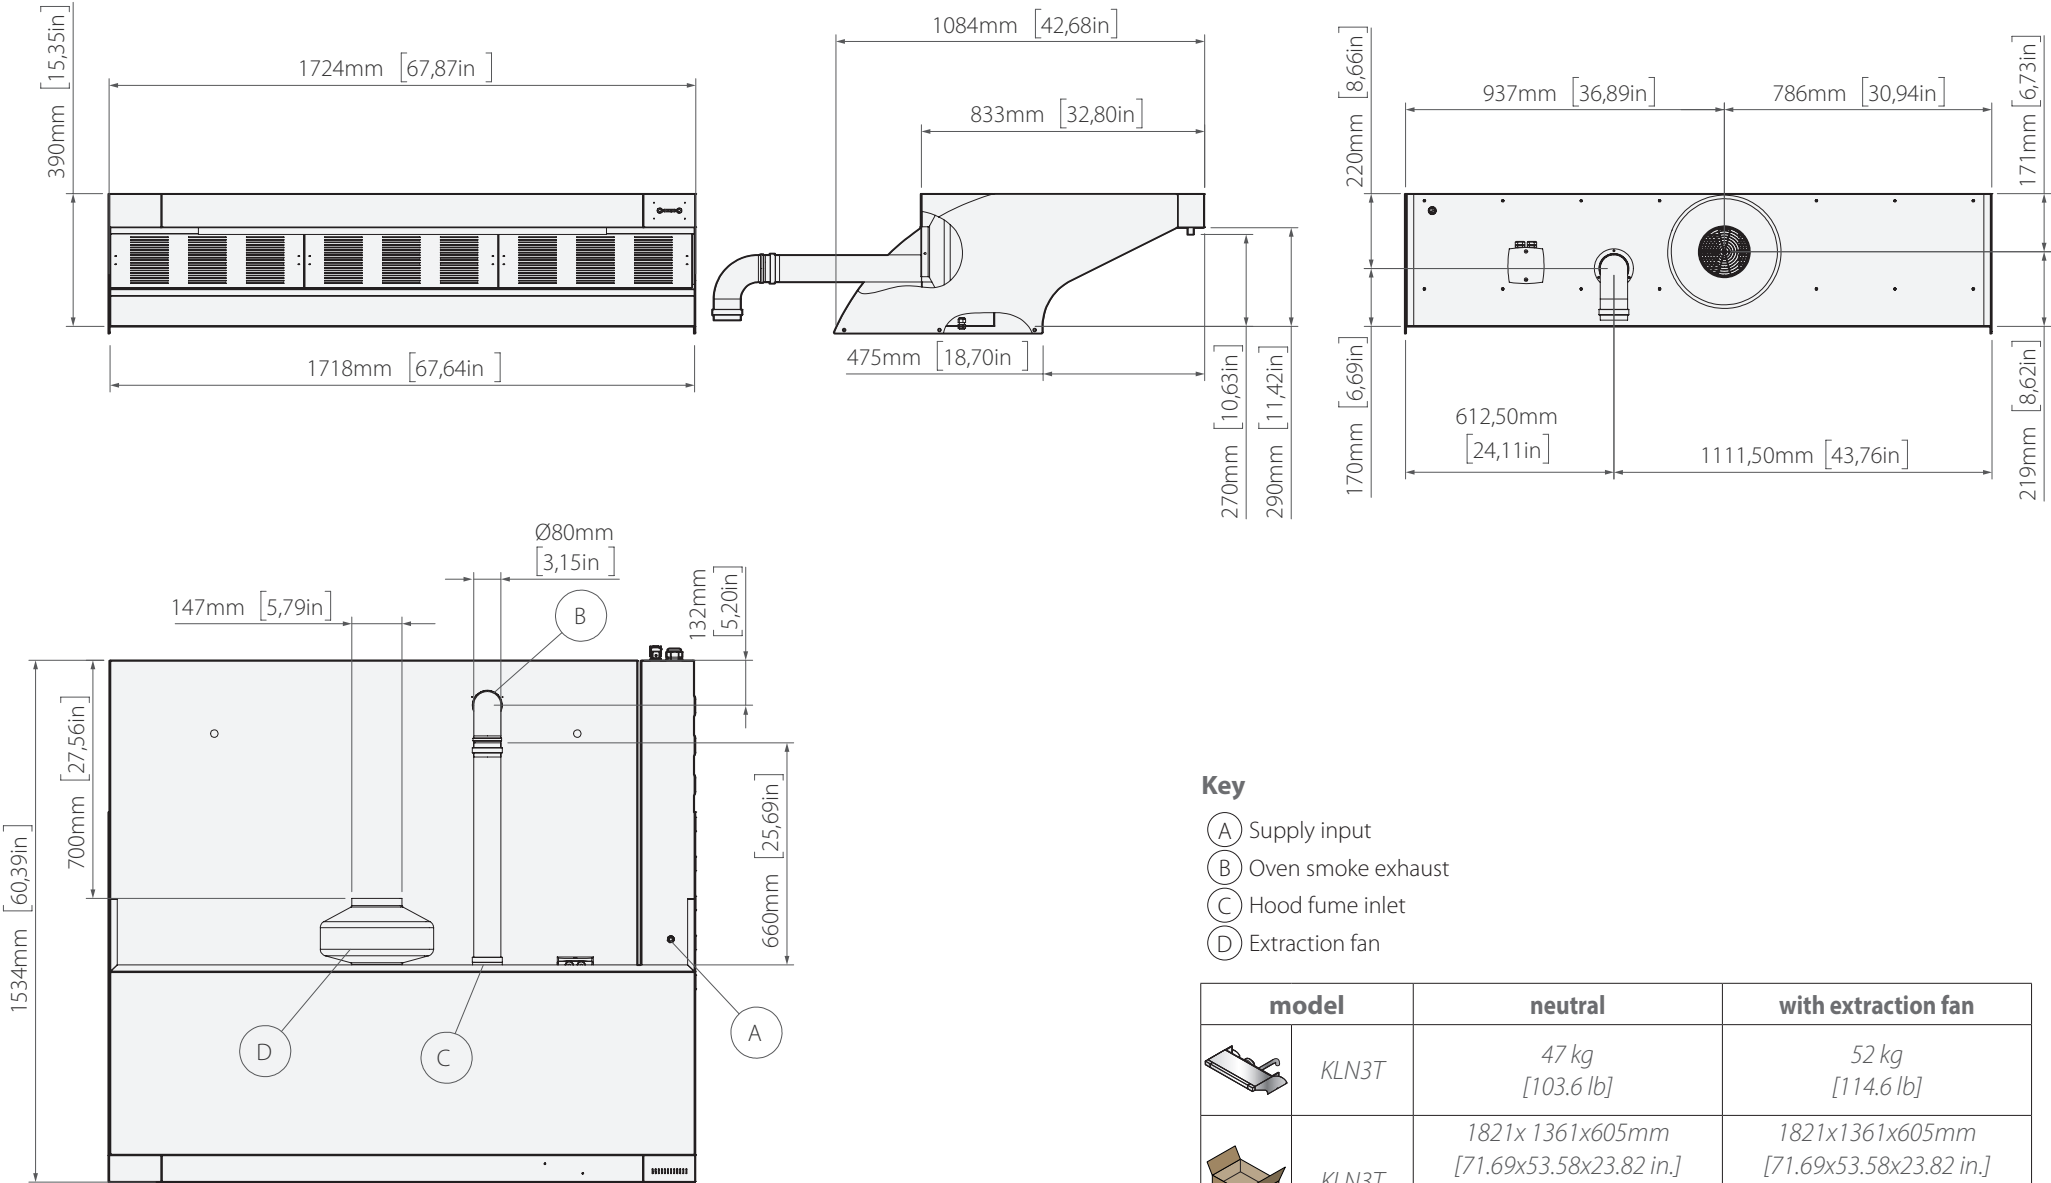 390mm [15,35in]
1724mm [67,87in ]
1718mm [67,64in ]
1084mm [42,68in]
833mm [32,80in]
475mm [18,70in ]
270mm [10,63in]
290mm [11,42in]
220mm [8,66in]
937mm [36,89in]
786mm [30,94in]
171mm [6,73in]
170mm [6,69in]
612,50mm
[24,11in]
1111,50mm [43,76in]
219mm [8,62in]
Ø80mm
[3,15in ]
147mm [5,79in]
B
132mm
[5,20in]
700mm [27,56in]
1534mm [60,39in]
660mm [25,69in]
D
C
A
Key
A Supply input
B Oven smoke exhaust
C Hood fume inlet
D Extraction fan
model neutral with extraction fan
KLN3T
47 kg
[103.6 lb]
52 kg
[114.6 lb]
KLN3T
1821x 1361x605mm
[71.69x53.58x23.82 in.]
1821x1361x605mm
[71.69x53.58x23.82 in.]